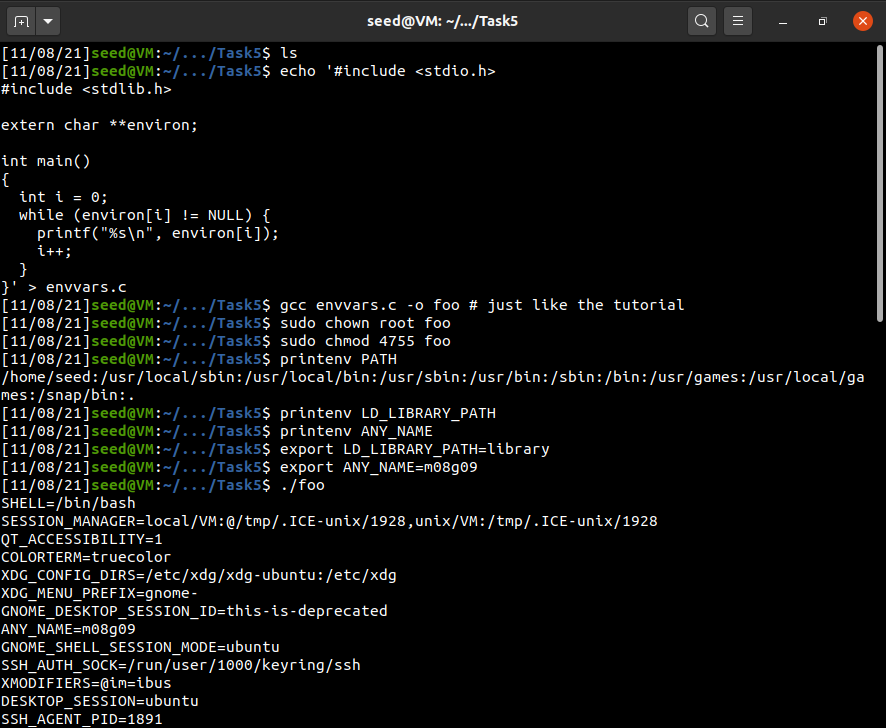 seed@VM: ~/.../Task5
[11/08/21]seed@VM:~/.../Task5$ ls
[11/08/21]seed@VM:~/.../Task5$ echo '#include <stdio.h>
#include <stdlib.h>

extern char **environ;

int main()
{
  int i = 0;
  while (environ[i] != NULL) {
    printf("%s\n", environ[i]);
    i++;
  }
}' > envvars.c
[11/08/21]seed@VM:~/.../Task5$ gcc envvars.c -o foo # just like the tutorial
[11/08/21]seed@VM:~/.../Task5$ sudo chown root foo
[11/08/21]seed@VM:~/.../Task5$ sudo chmod 4755 foo
[11/08/21]seed@VM:~/.../Task5$ printenv PATH
/home/seed:/usr/local/sbin:/usr/local/bin:/usr/sbin:/usr/bin:/sbin:/bin:/usr/games:/usr/local/ga
mes:/snap/bin:.
[11/08/21]seed@VM:~/.../Task5$ printenv LD_LIBRARY_PATH
[11/08/21]seed@VM:~/.../Task5$ printenv ANY_NAME
[11/08/21]seed@VM:~/.../Task5$ export LD_LIBRARY_PATH=library
[11/08/21]seed@VM:~/.../Task5$ export ANY_NAME=m08g09
[11/08/21]seed@VM:~/.../Task5$ ./foo
SHELL=/bin/bash
SESSION_MANAGER=local/VM:@/tmp/.ICE-unix/1928,unix/VM:/tmp/.ICE-unix/1928
QT_ACCESSIBILITY=1
COLORTERM=truecolor
XDG_CONFIG_DIRS=/etc/xdg/xdg-ubuntu:/etc/xdg
XDG_MENU_PREFIX=gnome-
GNOME_DESKTOP_SESSION_ID=this-is-deprecated
ANY_NAME=m08g09
GNOME_SHELL_SESSION_MODE=ubuntu
SSH_AUTH_SOCK=/run/user/1000/keyring/ssh
XMODIFIERS=@im=ibus
DESKTOP_SESSION=ubuntu
SSH_AGENT_PID=1891